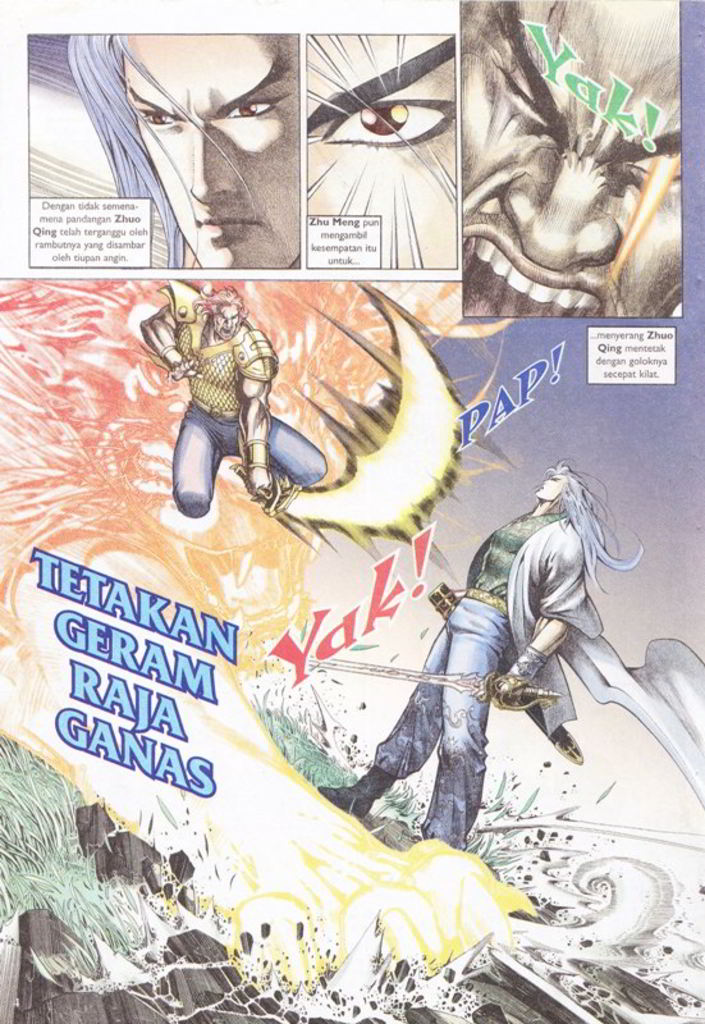 Dengan tidak semena-
mena pandangan Zhuo
Qing telah terganggu oleh
rambutnya yang disambar
oleh tiupan angin.
Zhu Meng pun
mengambil
kesempatan itu
untuk...
Yak!
...menyerang Zhuo
Qing mentetak
dengan goloknya
secepat kilat.
PAP!
Yak!
TETAKAN
GERAM
RAJA
GANAS